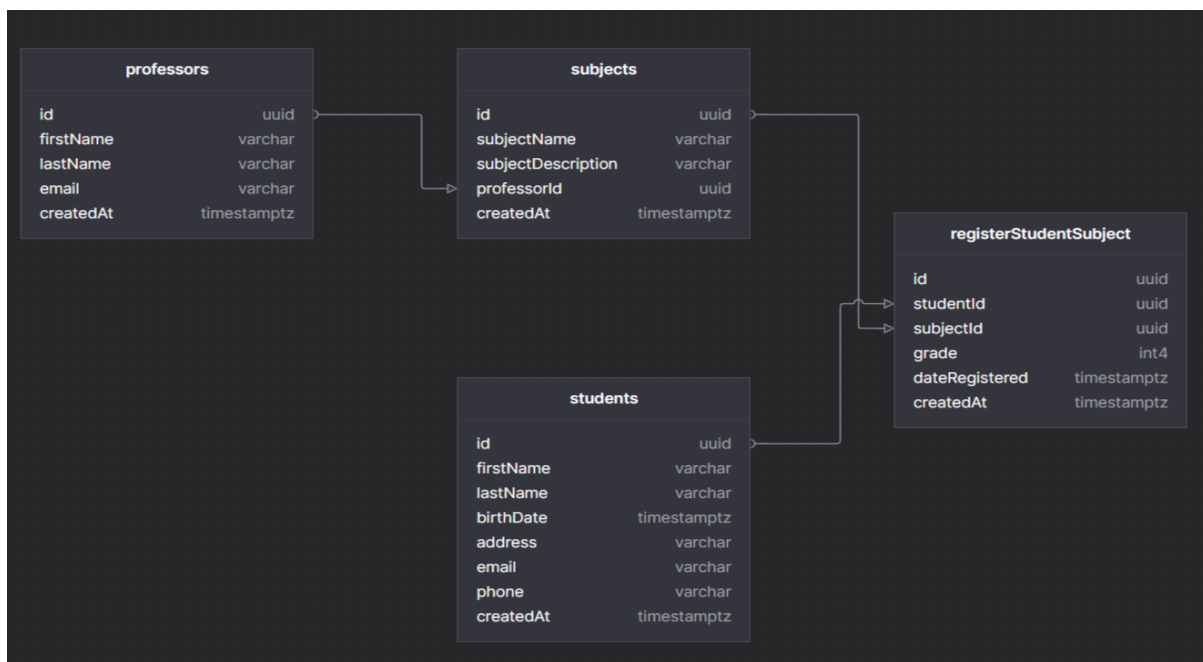 professors
id uuid
firstName varchar
lastName varchar
email varchar
createdAt timestamptz
subjects
id uuid
subjectName varchar
subjectDescription varchar
professorId uuid
createdAt timestamptz
registerStudentSubject
id uuid
studentId uuid
subjectId uuid
grade int4
dateRegistered timestamptz
createdAt timestamptz
students
id uuid
firstName varchar
lastName varchar
birthDate timestamptz
address varchar
email varchar
phone varchar
createdAt timestamptz